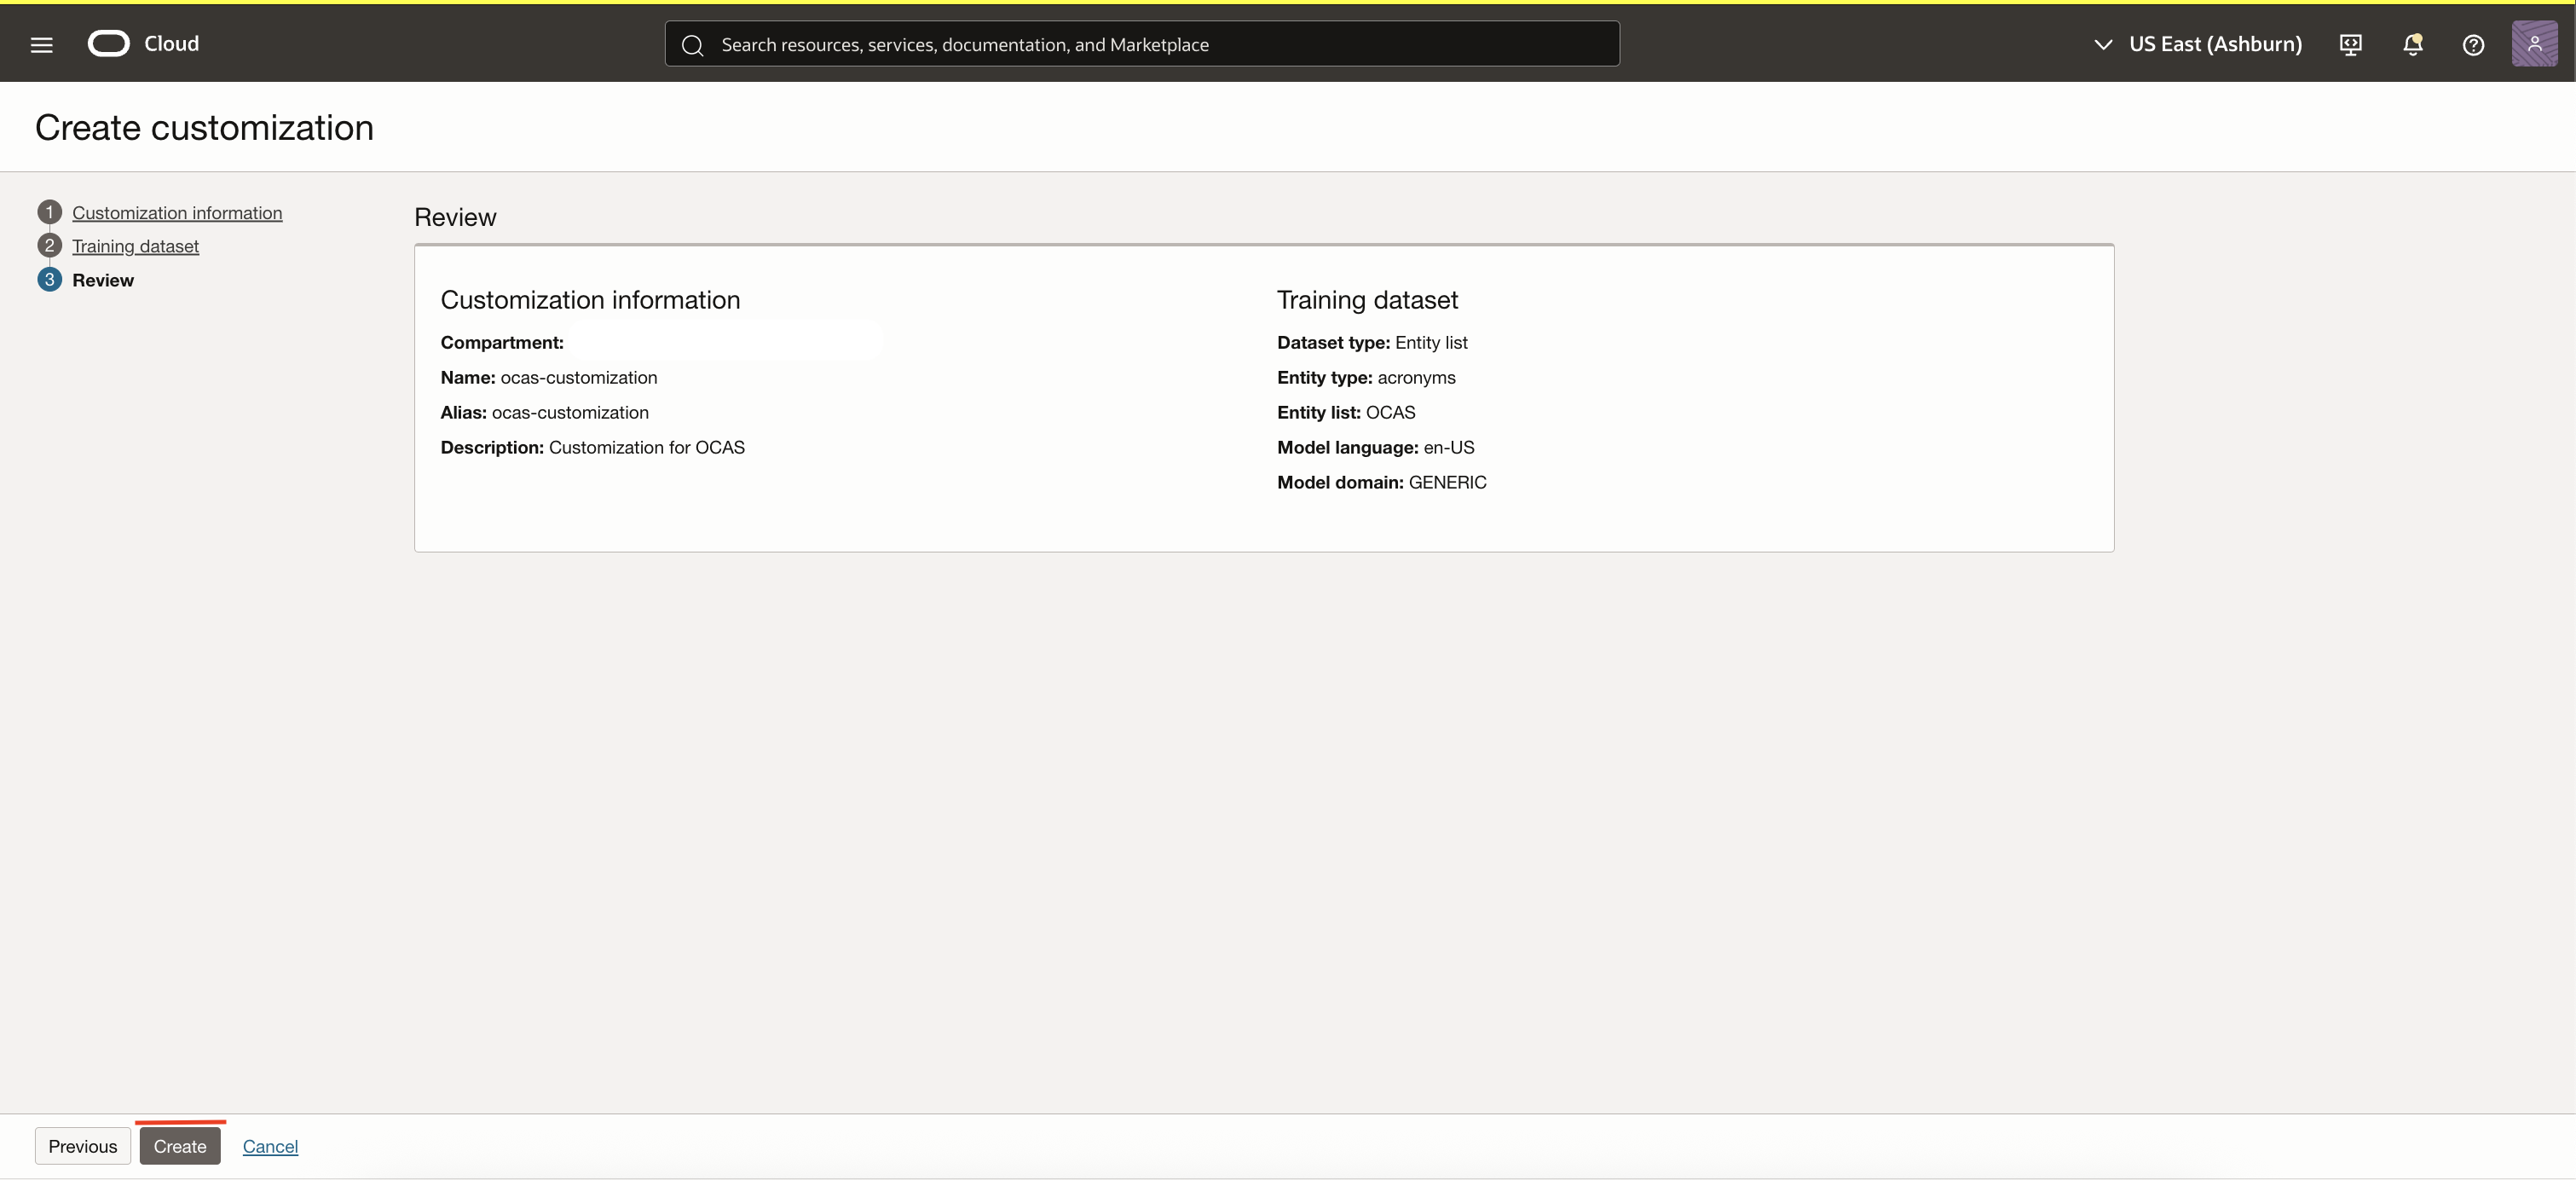 Cloud
Search resources, services, documentation, and Marketplace
US East (Ashburn)
Create customization
1 Customization information
2 Training dataset
3 Review
Review
Customization information
Compartment:
Name: ocas-customization
Alias: ocas-customization
Description: Customization for OCAS
Training dataset
Dataset type: Entity list
Entity type: acronyms
Entity list: OCAS
Model language: en-US
Model domain: GENERIC
Previous
Create
Cancel